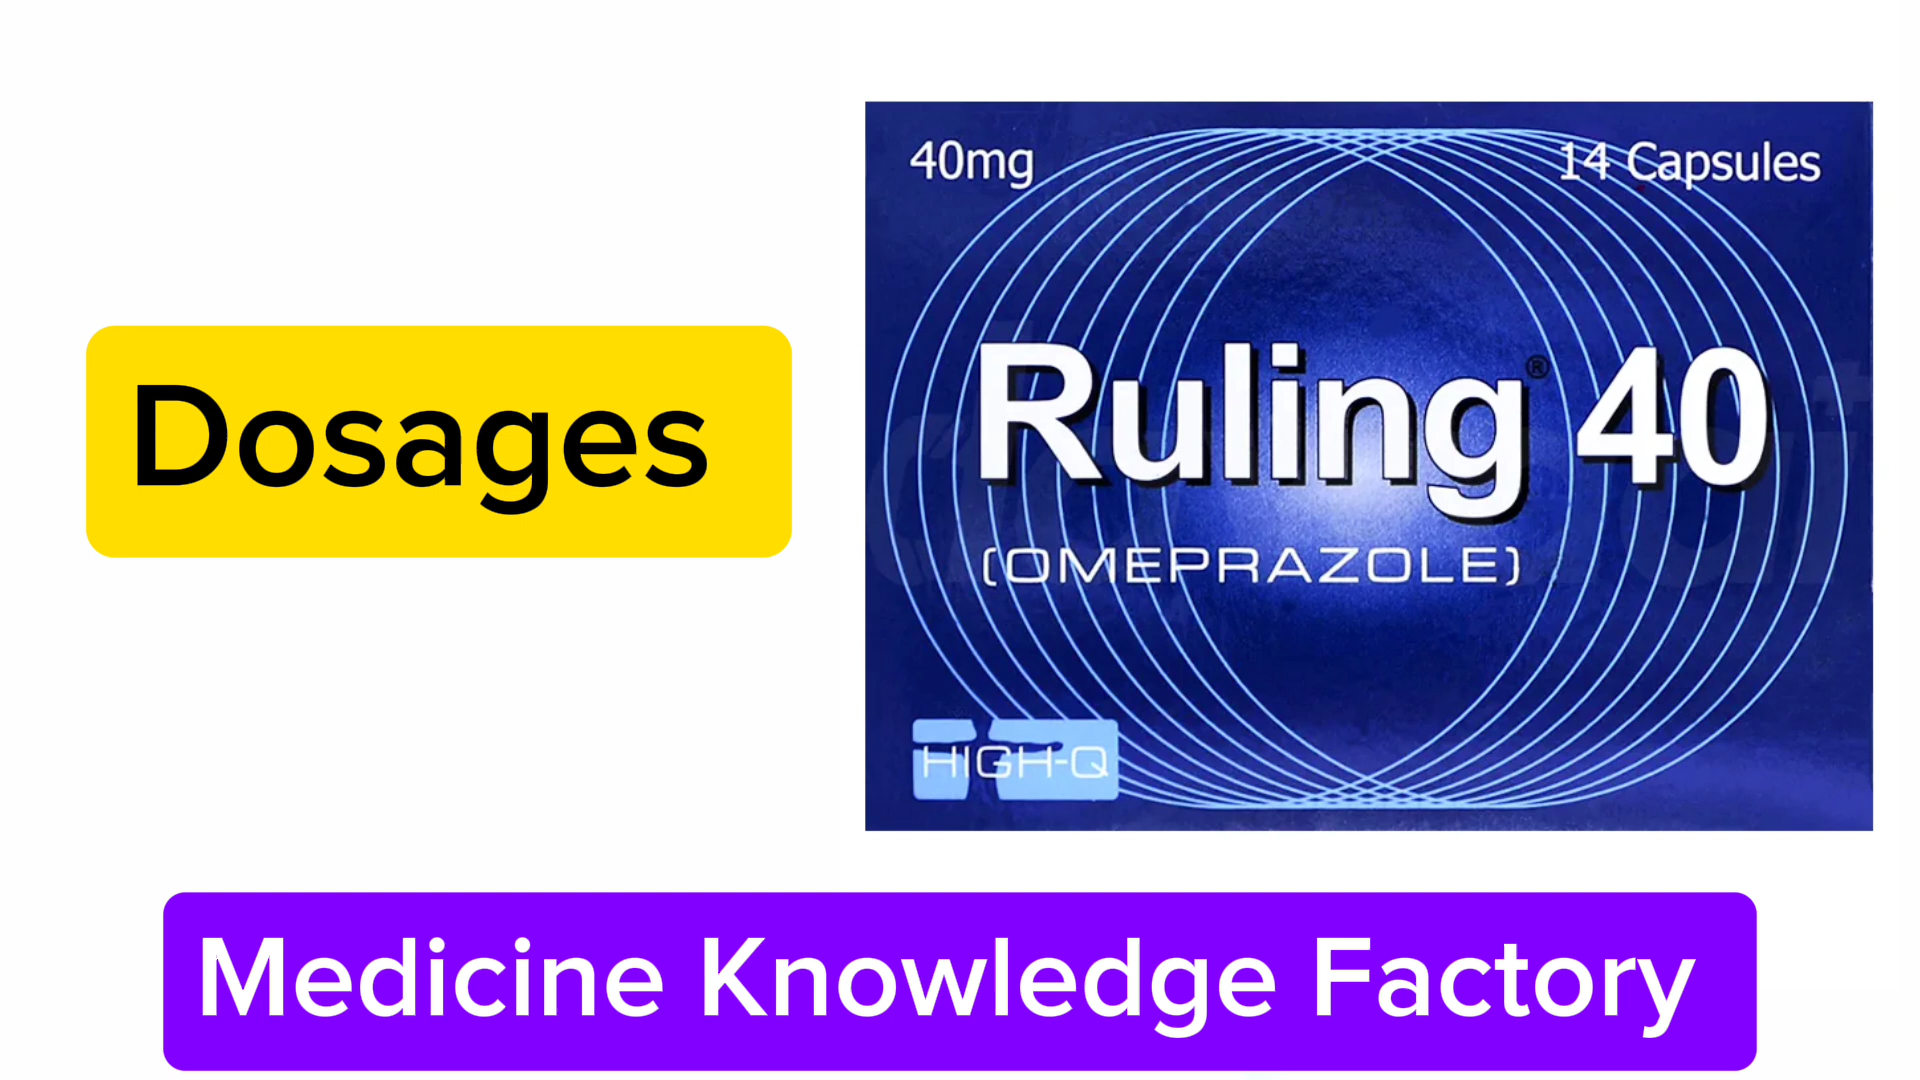 40mg
14 Capsules
Dosages
Ruling® 40
(OMEPRAZOLE)
HIGH-Q
Medicine Knowledge Factory